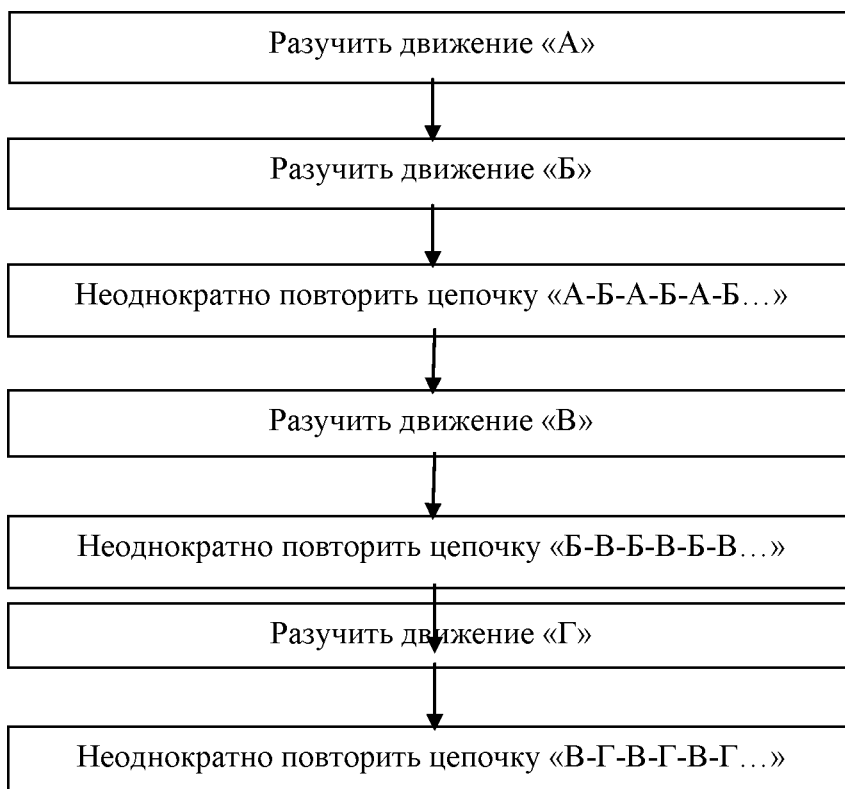 Разучить движение «А»
Разучить движение «Б»
Неоднократно повторить цепочку «А-Б-А-Б-А-Б…»
Разучить движение «В»
Неоднократно повторить цепочку «Б-В-Б-В-Б-В…»
Разучить движение «Г»
Неоднократно повторить цепочку «В-Г-В-Г-В-Г…»